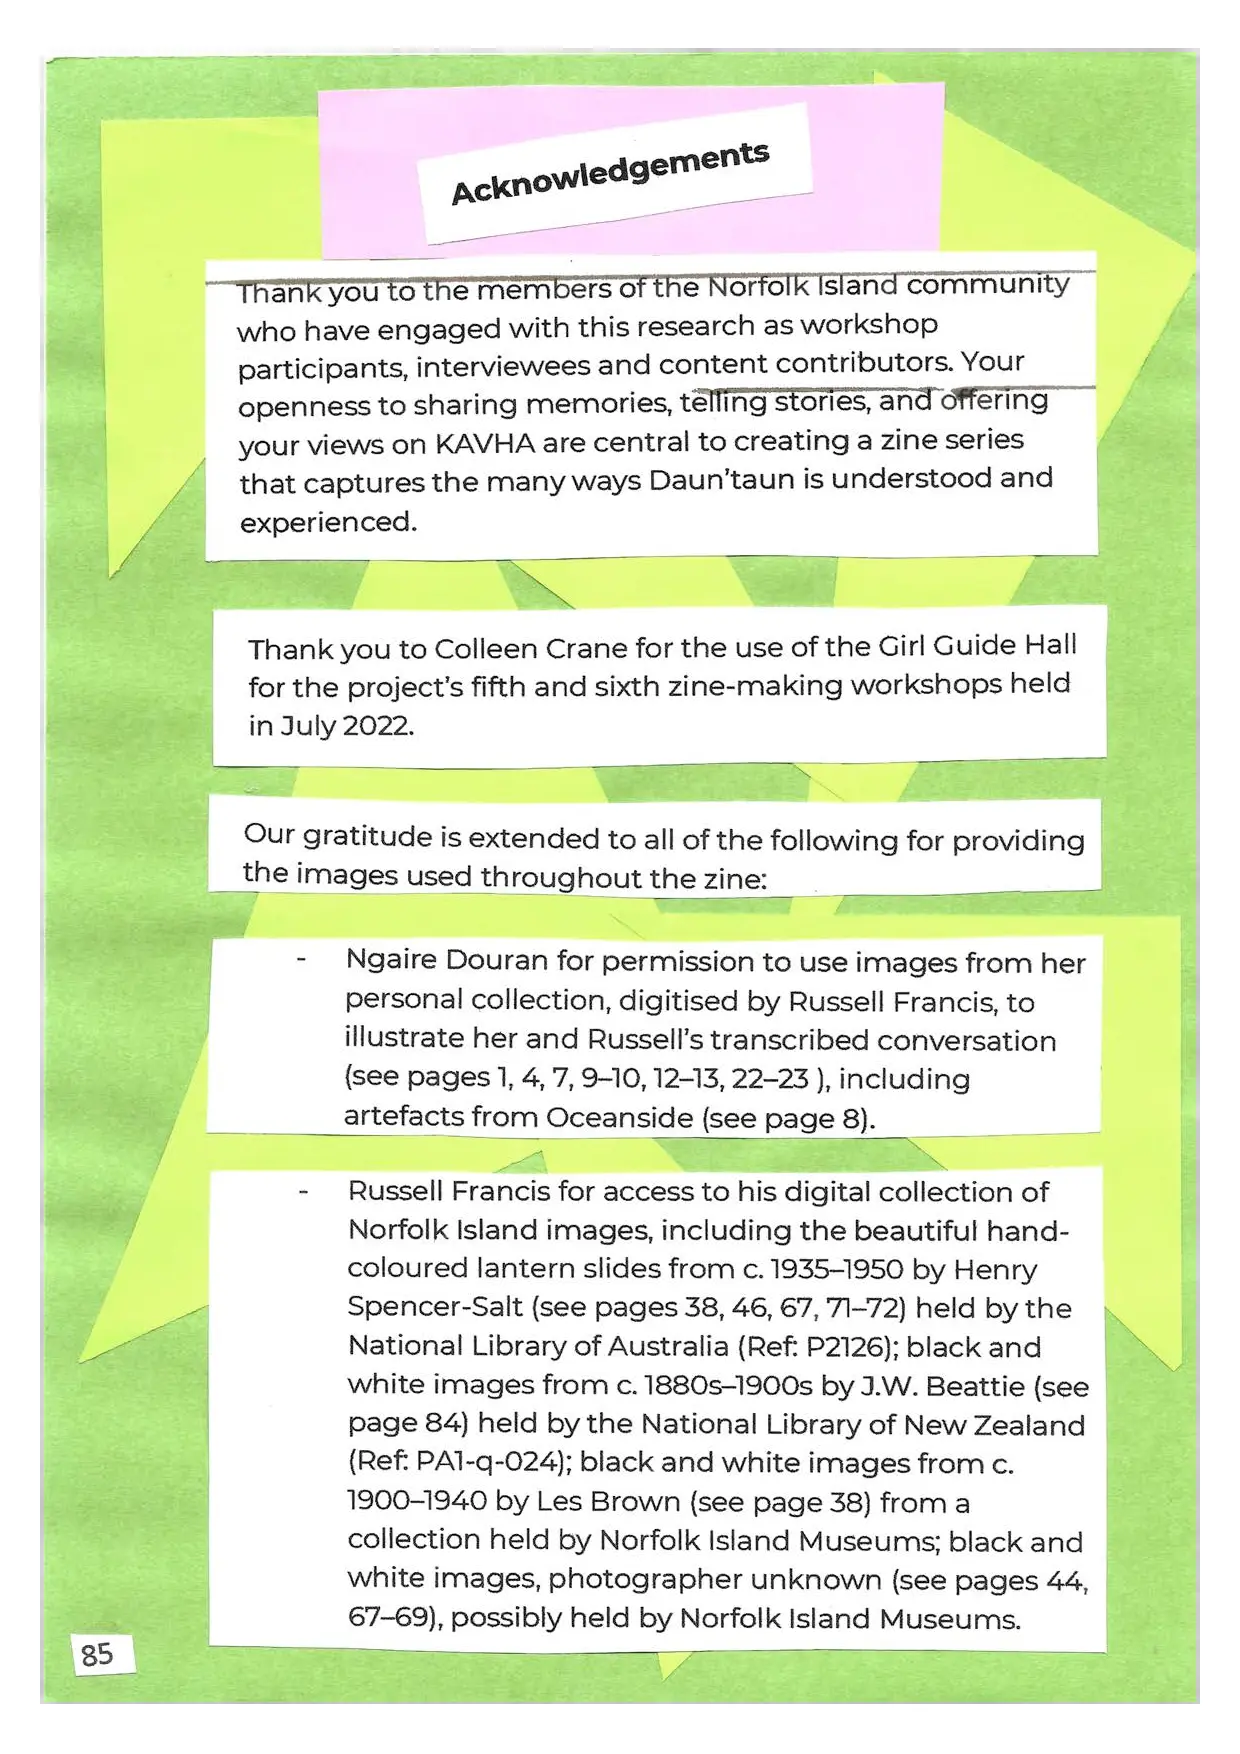 Acknowledgements
Thank you to the members of the Norfolk Island community
who have engaged with this research as workshop
participants, interviewees and content contributors. Your
openness to sharing memories, telling stories, and offering
your views on KAVHA are central to creating a zine series
that captures the many ways Daun'taun is understood and
experienced.
Thank you to Colleen Crane for the use of the Girl Guide Hall
for the project's fifth and sixth zine-making workshops held
in July 2022.
Our gratitude is extended to all of the following for providing
the images used throughout the zine:
- Ngaire Douran for permission to use images from her
personal collection, digitised by Russell Francis, to
illustrate her and Russell's transcribed conversation
(see pages 1, 4, 7, 9–10, 12–13, 22–23 ), including
artefacts from Oceanside (see page 8).
- Russell Francis for access to his digital collection of
Norfolk Island images, including the beautiful hand-
coloured lantern slides from c. 1935–1950 by Henry
Spencer-Salt (see pages 38, 46, 67, 71–72) held by the
National Library of Australia (Ref: P2126); black and
white images from c. 1880s–1900s by J.W. Beattie (see
page 84) held by the National Library of New Zealand
(Ref: PA1-q-024); black and white images from c.
1900–1940 by Les Brown (see page 38) from a
collection held by Norfolk Island Museums; black and
white images, photographer unknown (see pages 44,
67–69), possibly held by Norfolk Island Museums.
85